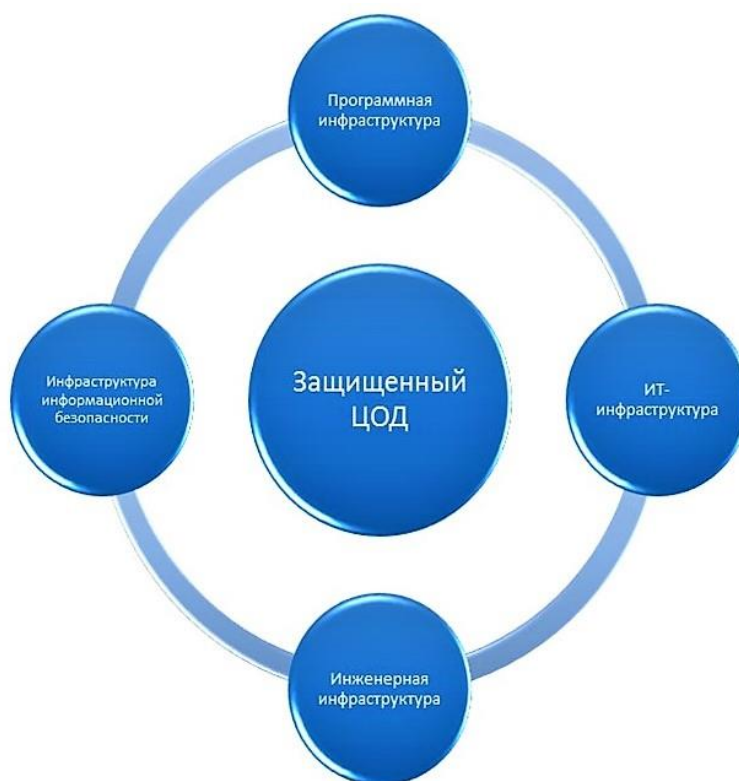 Программная
инфраструктура
Инфраструктура
информационной
безопасности
Защищенный
ЦОД
ИТ-
инфраструктура
Инженерная
инфраструктура